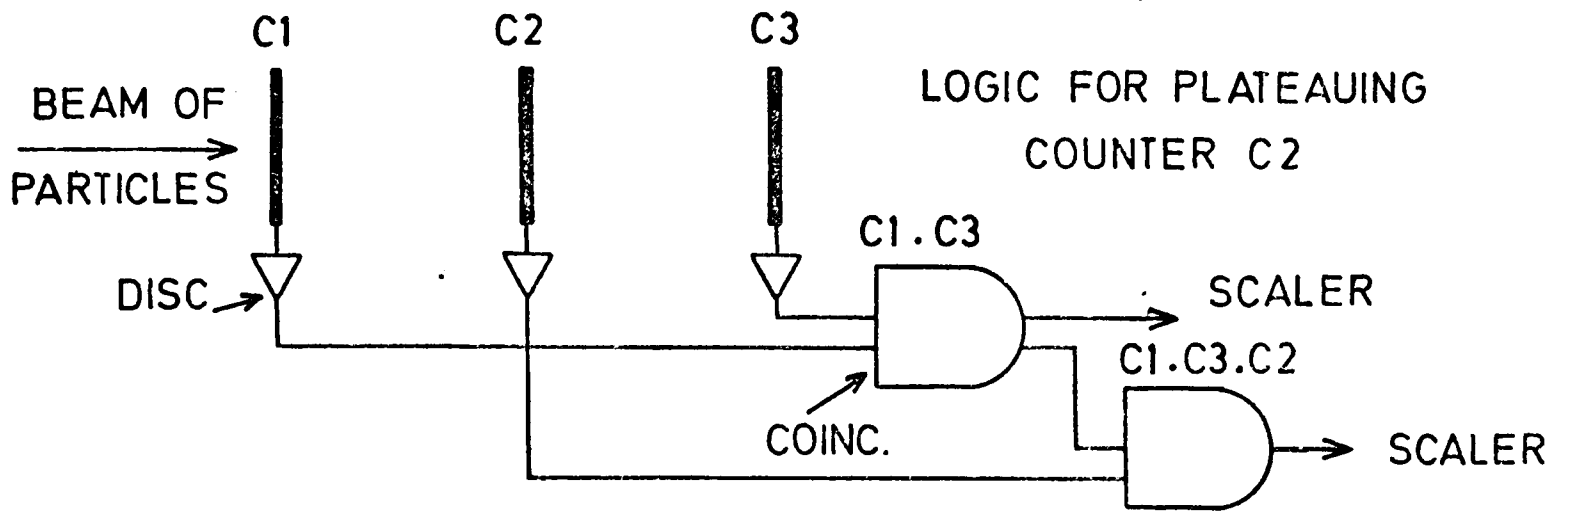 C1
C2
C3
BEAM OF
PARTICLES
LOGIC FOR PLATEAUING
COUNTER C2
C1.C3
DISC
SCALER
C1.C3.C2
COINC.
SCALER